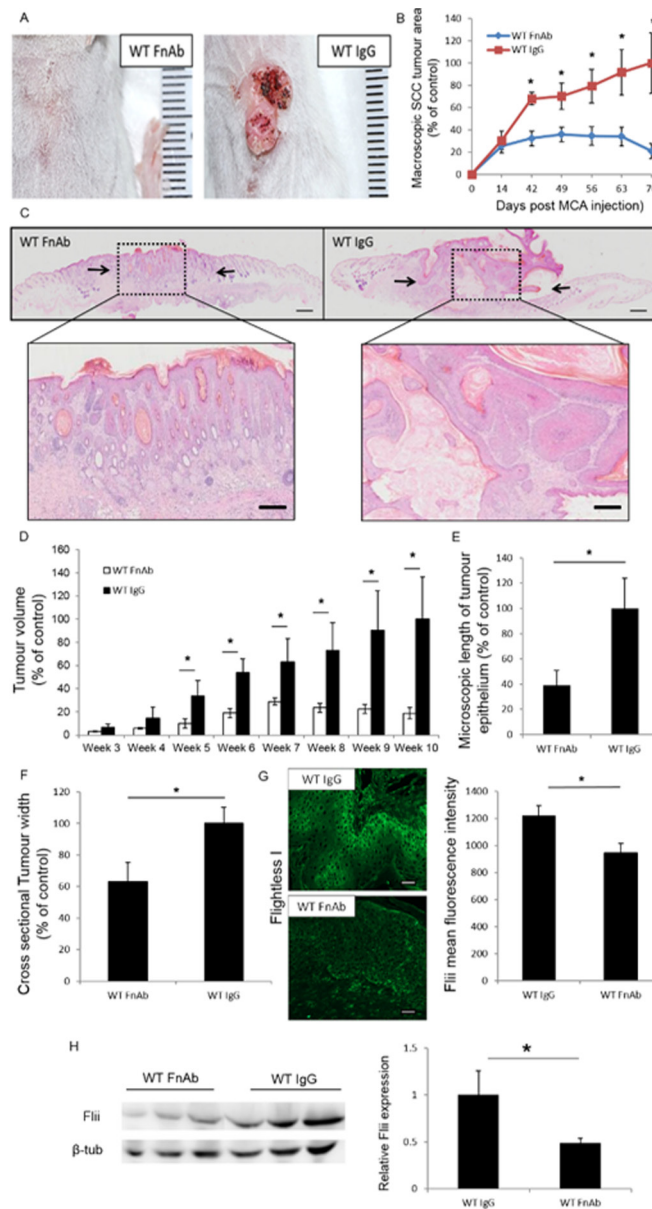 A
WT FnAb
WT IgG
B
WT FnAb
WT IgG
Macroscopic SCC tumour area
(% of control)
140
120
100
80
60
40
20
0
* * * *
0 14 42 49 56 63
Days post MCA injection)
C
WT FnAb
WT IgG
D
Tumour volume
(% of control)
160
140
120
100
80
60
40
20
0
WT FnAb
WT IgG
* * * * * *
Week 3 Week 4 Week 5 Week 6 Week 7 Week 8 Week 9 Week 10
E
Microscopic length of tumour
epithelium (% of control)
140
120
100
80
60
40
20
0
*
WT FnAb WT IgG
F
Cross sectional Tumour width
(% of control)
120
100
80
60
40
20
0
*
WT FnAb WT IgG
G
Flightless I
WT IgG
WT FnAb
Flii mean fluorescence intensity
1400
1200
1000
800
600
400
200
0
*
WT IgG WT FnAb
H
WT FnAb WT IgG
Flii
β-tub
Relative Flii expression
1.5
1
0.5
0
*
WT IgG WT FnAb